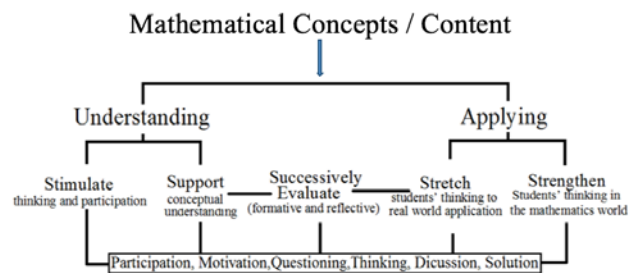 Mathematical Concepts / Content
Understanding
Applying
Stimulate
thinking and participation
Support
conceptual
understanding
Successively
Evaluate
(formative and reflective)
Stretch
students' thinking to
real world application
Strengthen
Students' thinking in
the mathematics world
Participation, Motivation,Questioning,Thinking, Dicussion, Solution